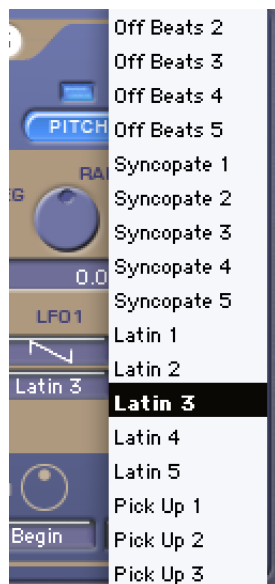 Off Beats 2
Off Beats 3
Off Beats 4
PITCH
Off Beats 5
Syncopate 1
Syncopate 2
Syncopate 3
0.0
Syncopate 4
Syncopate 5
LFO1
Latin 1
Latin 2
Latin 3
Latin 3
Latin 4
Latin 5
Pick Up 1
Begin
Pick Up 2
Pick Up 3